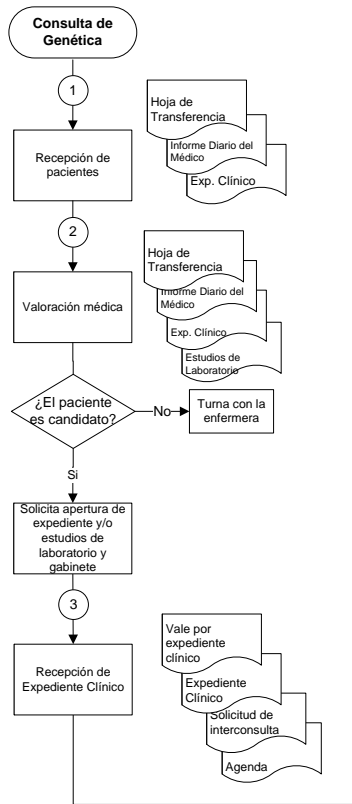 Consulta de
Genética
1
Hoja de
Transferencia
Informe Diario del
Médico
Exp. Clínico
Recepción de
pacientes
2
Hoja de
Transferencia
Informe Diario del
Médico
Exp. Clínico
Estudios de
Laboratorio
Valoración médica
¿El paciente
es candidato?
No
Turna con la
enfermera
Si
Solicita apertura de
expediente y/o
estudios de
laboratorio y
gabinete
3
Vale por
expediente
clínico
Expediente
Clínico
Solicitud de
interconsulta
Agenda
Recepción de
Expediente Clínico